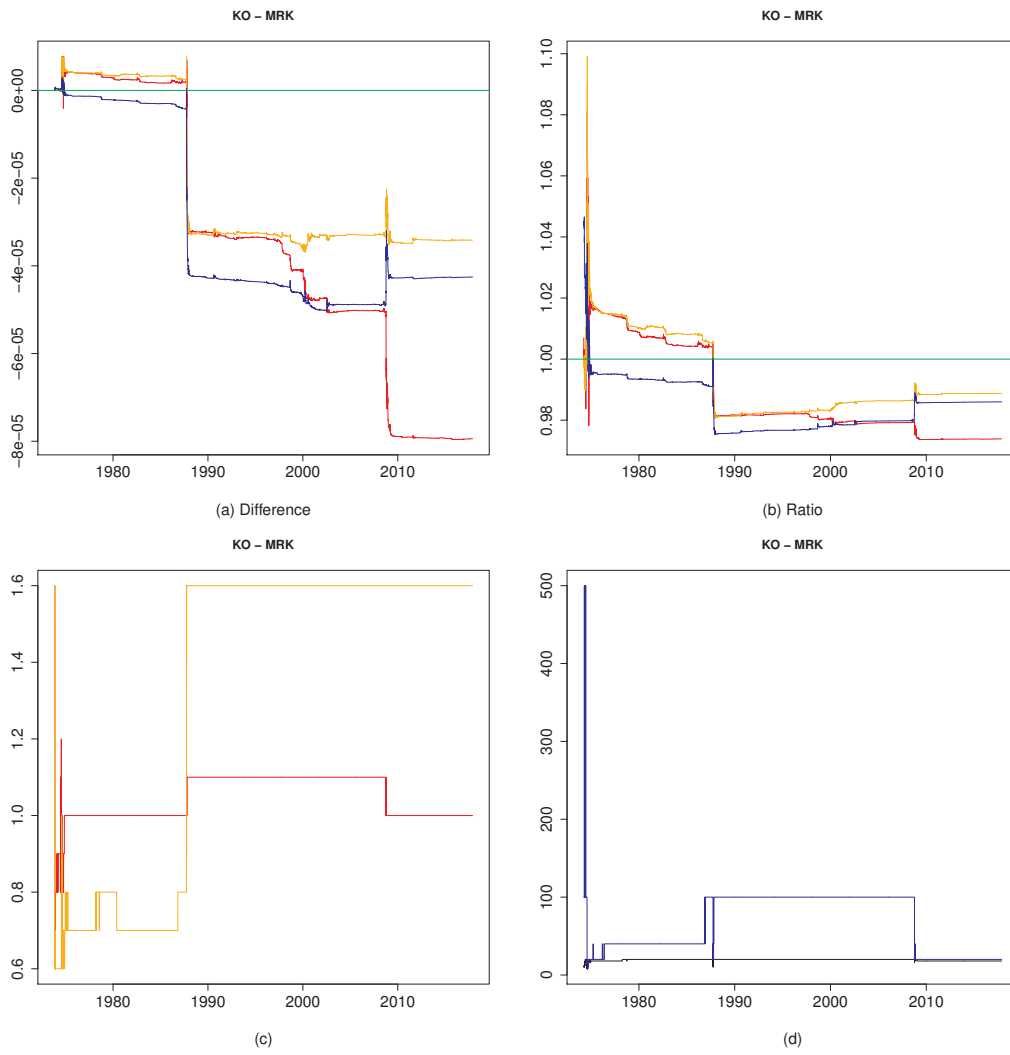 KO − MRK
0e+00
−2e−05
−4e−05
−6e−05
−8e−05
1980 1990 2000 2010
(a) Difference
KO − MRK
1.10
1.08
1.06
1.04
1.02
1.00
0.98
1980 1990 2000 2010
(b) Ratio
KO − MRK
1.6
1.4
1.2
1.0
0.8
0.6
1980 1990 2000 2010
(c)
KO − MRK
500
400
300
200
100
0
1980 1990 2000 2010
(d)